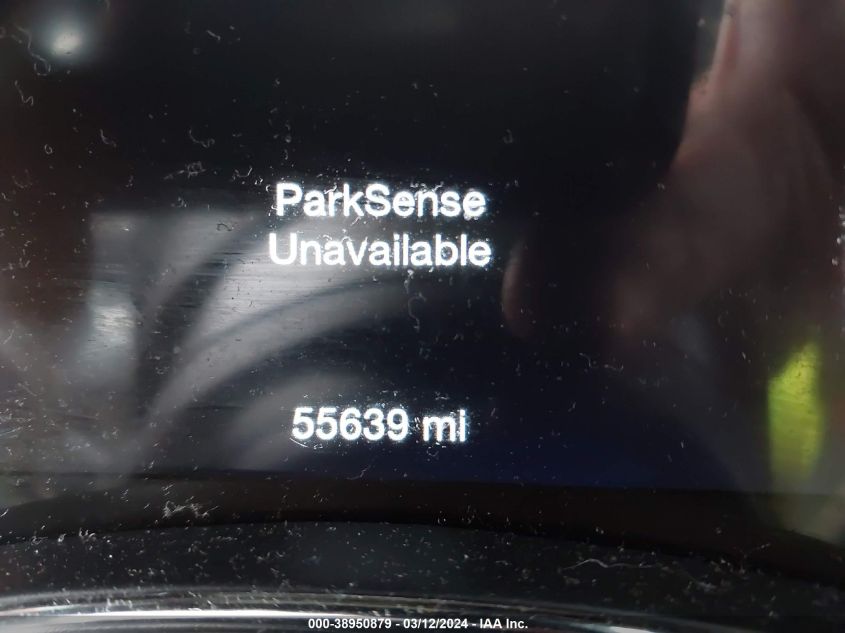 ParkSense
Unavailable
55639 mi
000-38950879 - 03/12/2024 - IAA Inc.